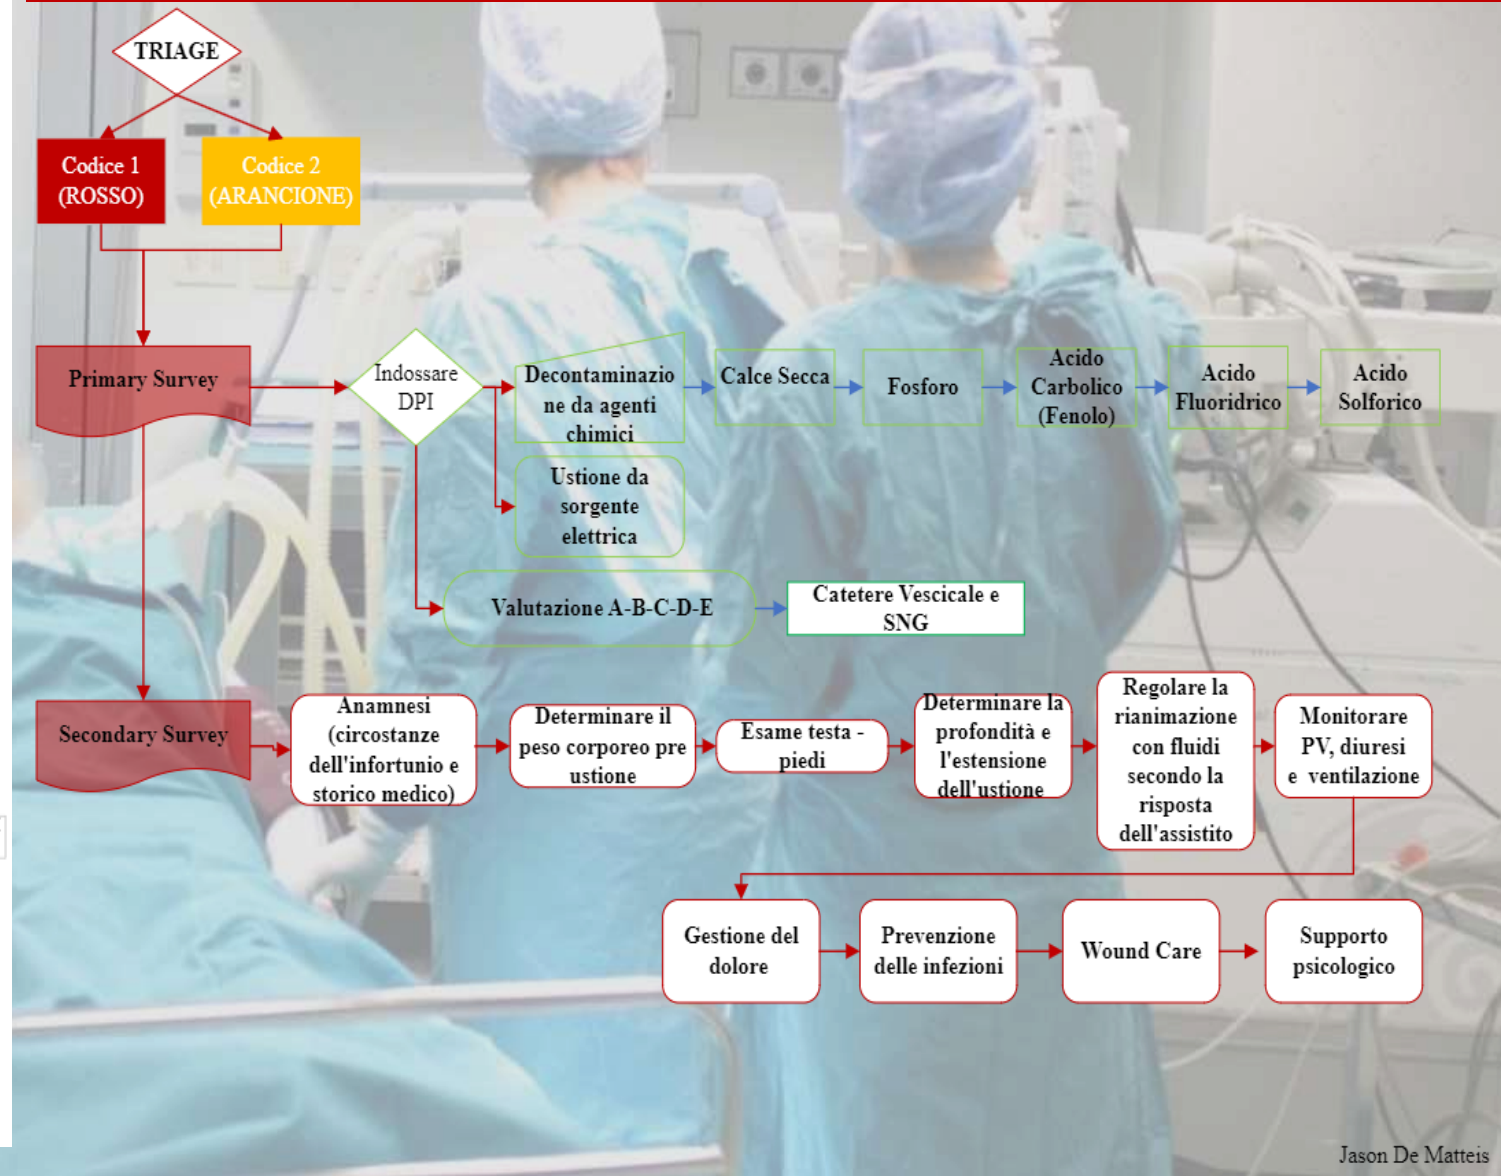 TRIAGE
Codice 1
(ROSSO)
Codice 2
(ARANCIONE)
Primary Survey
Indossare
DPI
Decontaminazio
ne da agenti
chimici
Calce Secca
Fosforo
Acido
Carbolico
(Fenolo)
Acido
Fluoridrico
Acido
Solforico
Ustione da
sorgente
elettrica
Valutazione A-B-C-D-E
Catetere Vescicale e
SNG
Secondary Survey
Anamnesi
(circostanze
dell'infortunio e
storico medico)
Determinare il
peso corporeo pre
ustione
Esame testa -
piedi
Determinare la
profondità e
l'estensione
dell'ustione
Regolare la
rianimazione
con fluidi
secondo la
risposta
dell'assistito
Monitorare
PV, diuresi
e ventilazione
Gestione del
dolore
Prevenzione
delle infezioni
Wound Care
Supporto
psicologico
Jason De Matteis